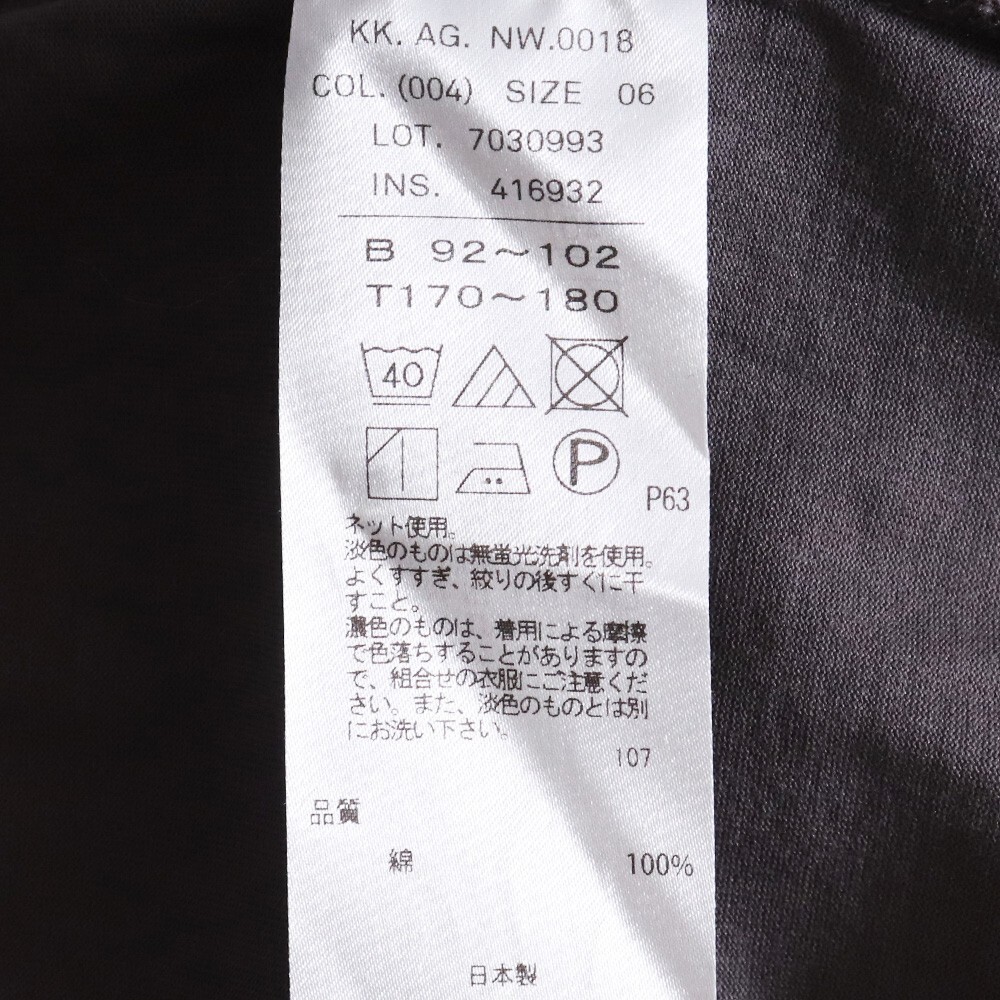 KK. AG. NW.0018
COL. (004) SIZE 06
LOT. 7030993
INS. 416932
B 92～102
T170～180
40
P
P63
ネット使用。
淡色のものは無蛍光洗剤を使用。
よくすすぎ、絞りの後すぐに干
すこと。
濃色のものは、着用による摩擦
で色落ちすることがありますの
で、組合せの衣服にご注意くだ
さい。また、淡色のものとは別
にお洗い下さい。
107
品質
綿 100%
日本製